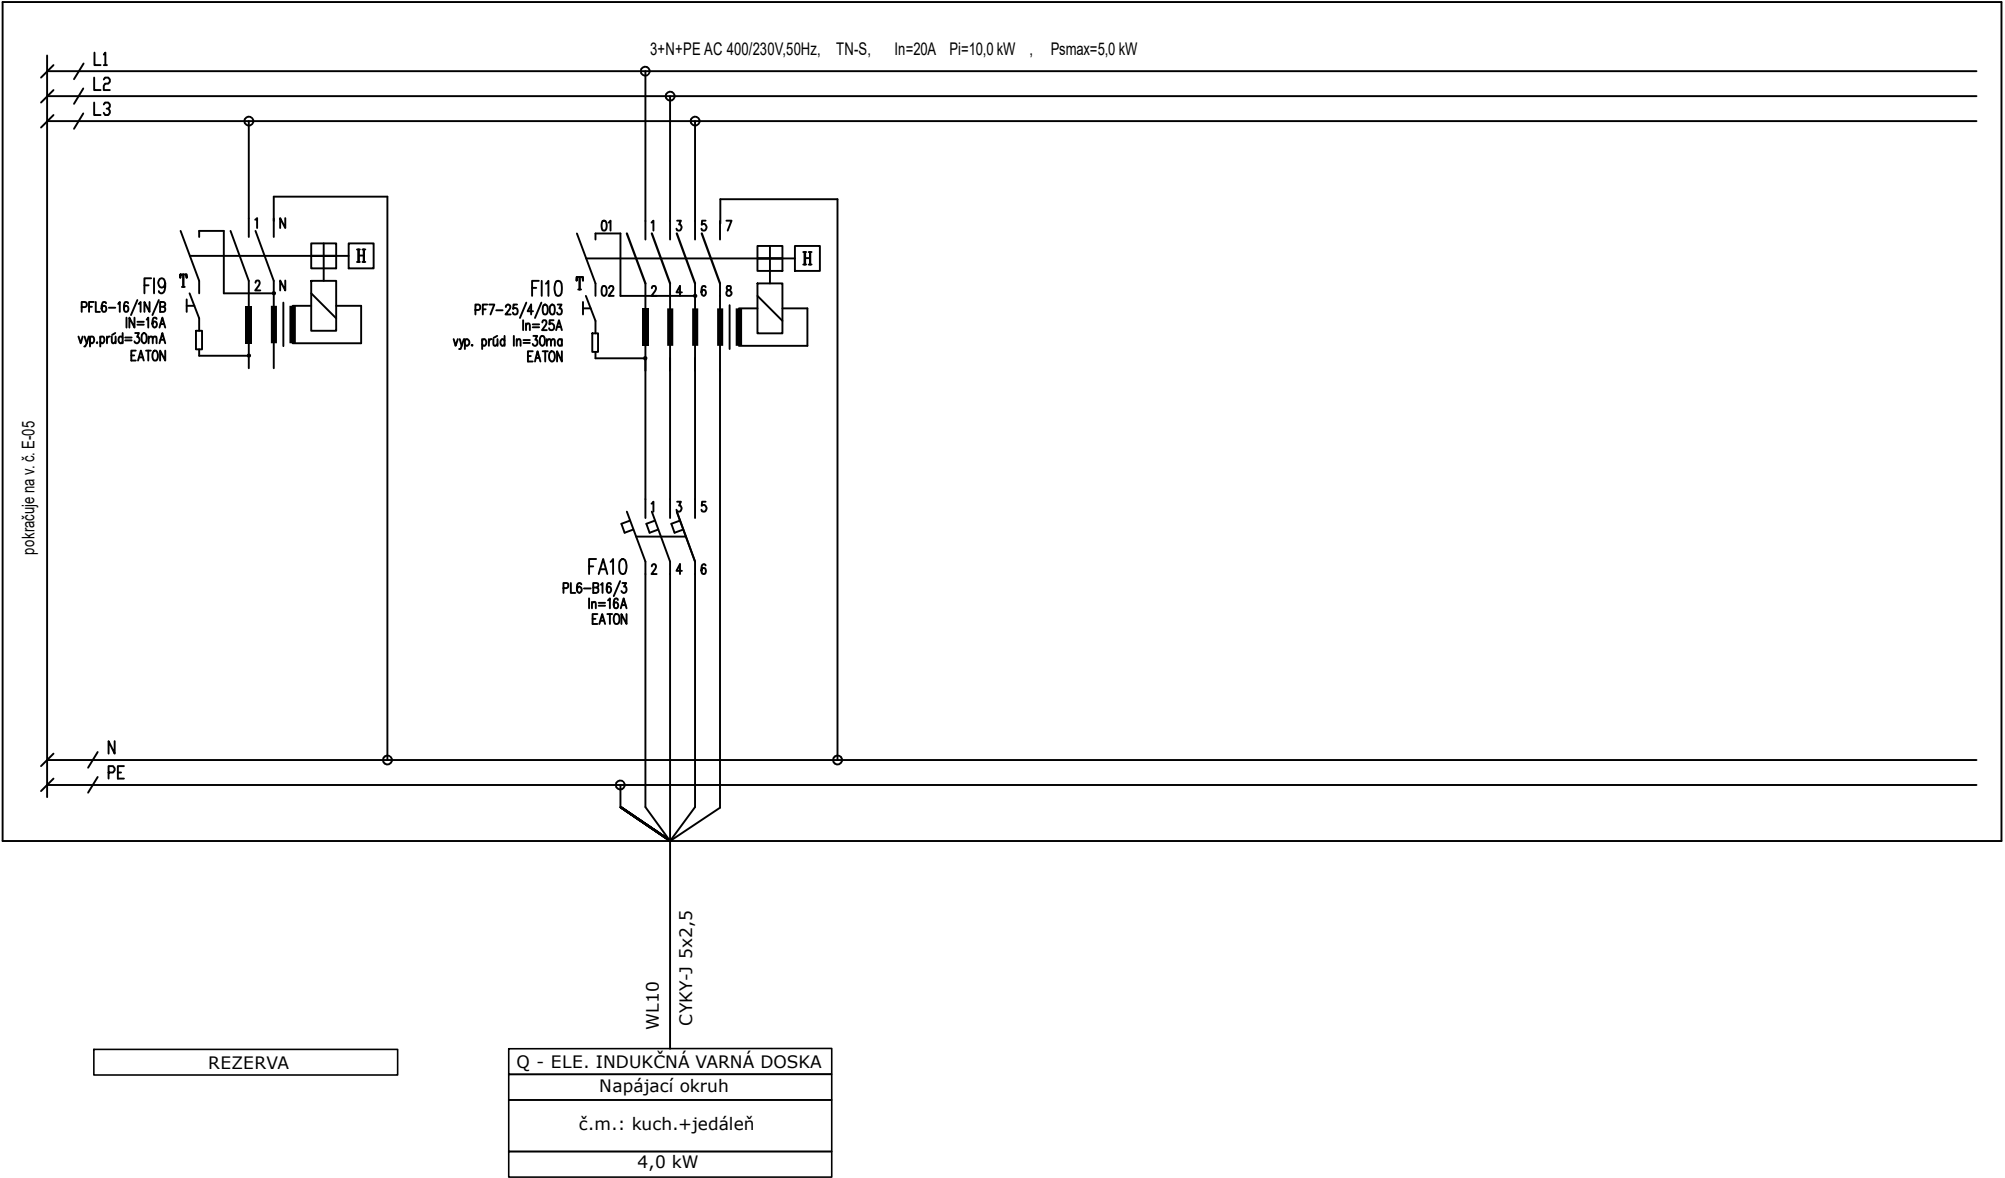 3+N+PE AC 400/230V,50Hz, TN-S, In=20A Pi=10,0 kW , Psmax=5,0 kW
L1
L2
L3
1 N
H
T
2 N
FI9
PFL6-16/1N/B
IN=16A
vyp.prúd=30mA
EATON
01 1 3 5 7
H
T
02 2 4 6 8
FI10
PF7-25/4/003
In=25A
vyp. prúd In=30ma
EATON
pokračuje na v. č. E-05
1 3 5
2 4 6
FA10
PL6-B16/3
In=16A
EATON
N
PE
WL10
CYKY-J 5x2,5
REZERVA
Q - ELE. INDUKČNÁ VARNÁ DOSKA
Napájací okruh
č.m.: kuch.+jedáleň
4,0 kW